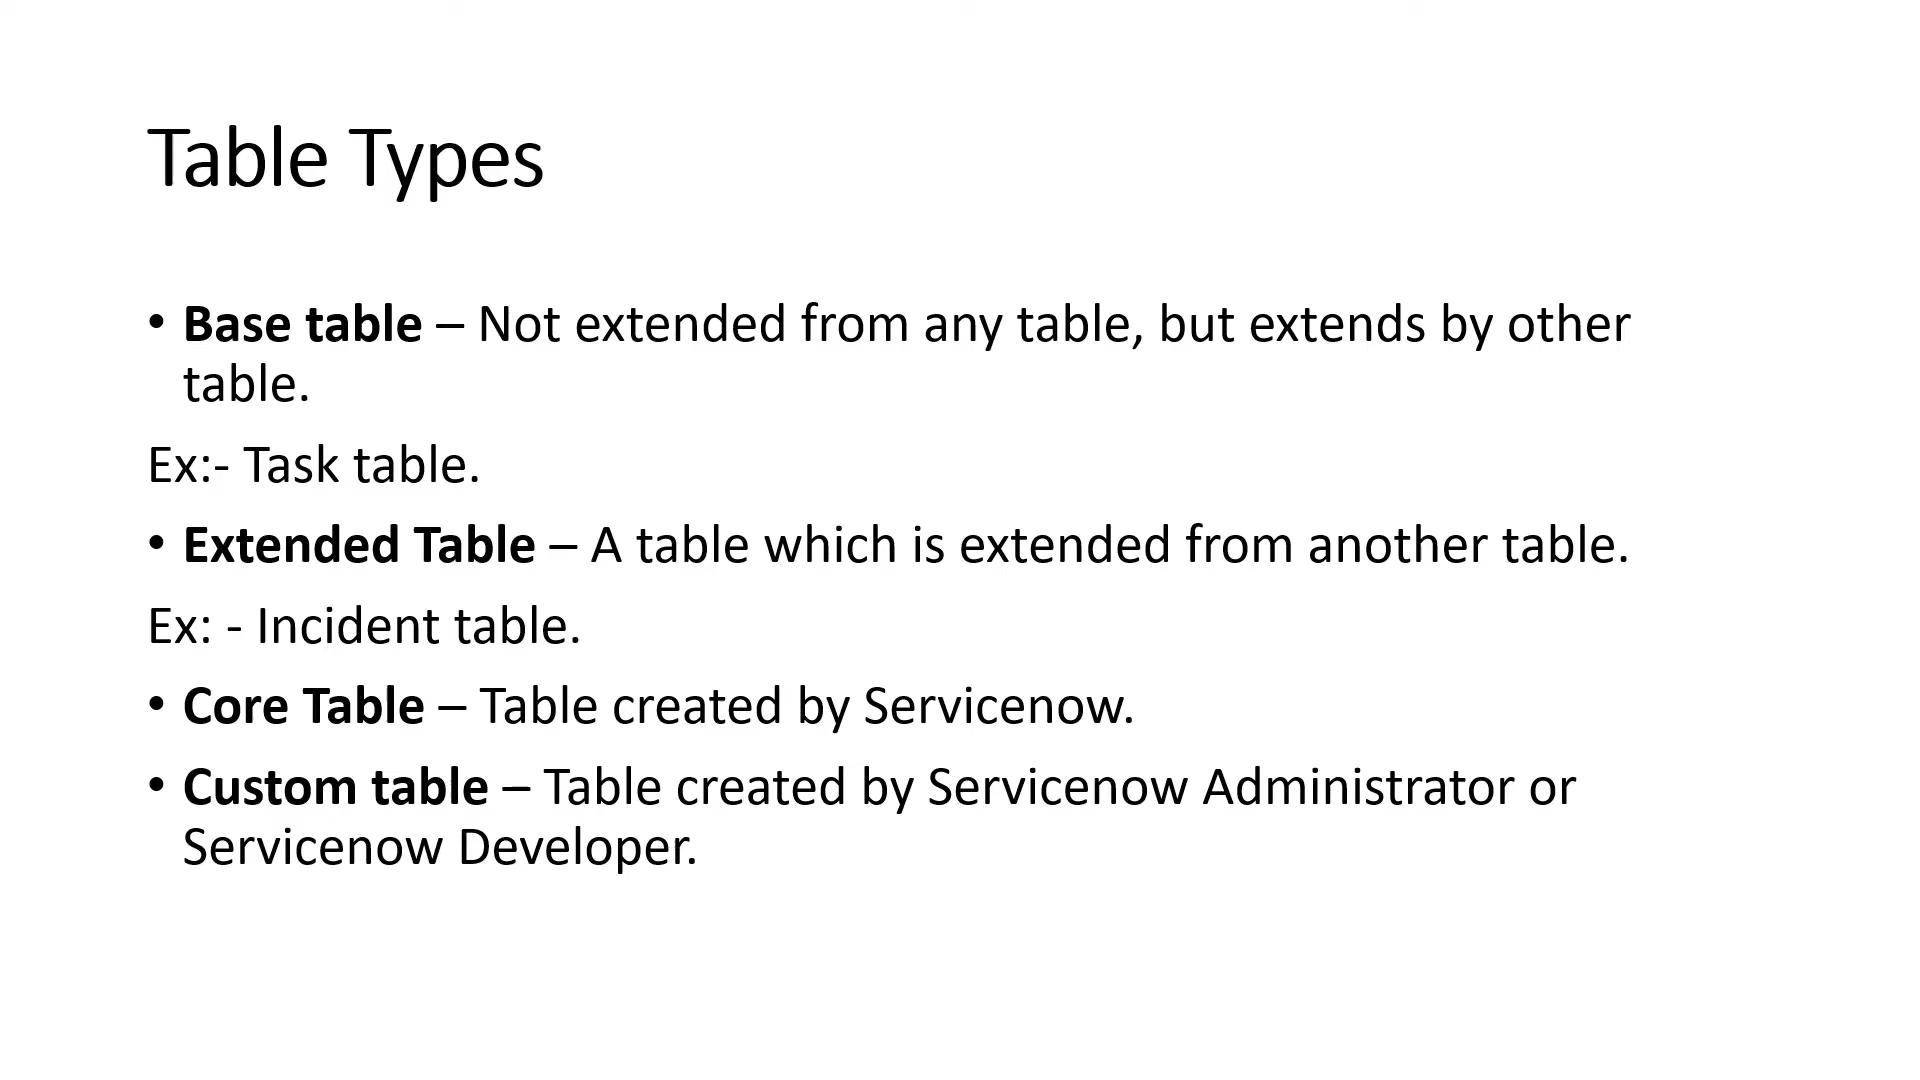 Table Types
• Base table – Not extended from any table, but extends by other
table.
Ex:- Task table.
• Extended Table – A table which is extended from another table.
Ex: - Incident table.
• Core Table – Table created by Servicenow.
• Custom table – Table created by Servicenow Administrator or
Servicenow Developer.